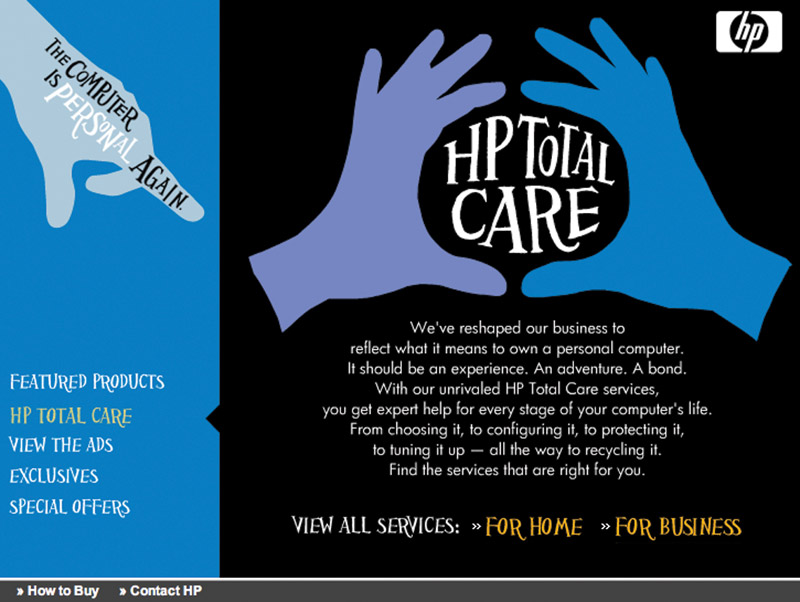 THE COMPUTER
IS PERSONAL AGAIN.
hp
HP TOTAL
CARE
We've reshaped our business to
reflect what it means to own a personal computer.
It should be an experience. An adventure. A bond.
With our unrivaled HP Total Care services,
you get expert help for every stage of your computer's life.
From choosing it, to configuring it, to protecting it,
to tuning it up — all the way to recycling it.
Find the services that are right for you.
FEATURED PRODUCTS
HP TOTAL CARE
VIEW THE ADS
EXCLUSIVES
SPECIAL OFFERS
VIEW ALL SERVICES: » FOR HOME » FOR BUSINESS
» How to Buy » Contact HP